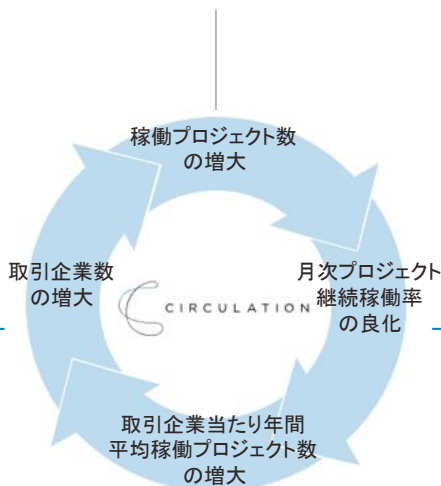 稼働プロジェクト数
の増大
取引企業数
の増大
CIRCULATION
月次プロジェクト
継続稼働率
の良化
取引企業当たり年間
平均稼働プロジェクト数
の増大